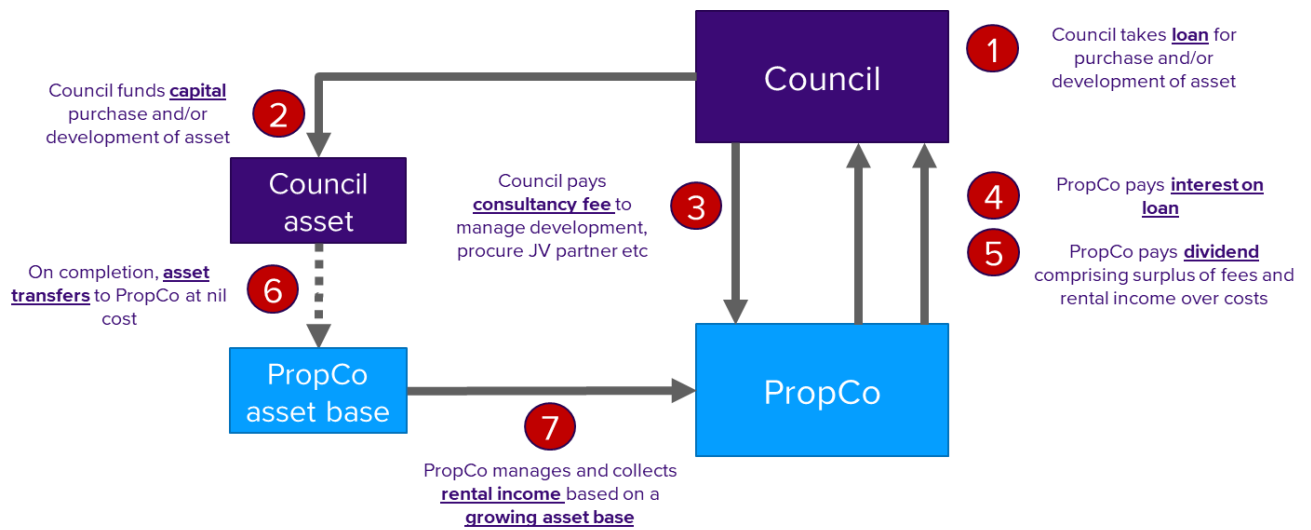 1
Council takes loan for
purchase and/or
development of asset
Council
Council funds capital
purchase and/or
development of asset
2
Council
asset
Council pays
consultancy fee to
manage development,
procure JV partner etc
3
4
PropCo pays interest on
loan
5
PropCo pays dividend
comprising surplus of fees and
rental income over costs
On completion, asset
transfers to PropCo at nil
cost
6
PropCo
asset base
PropCo
7
PropCo manages and collects
rental income based on a
growing asset base